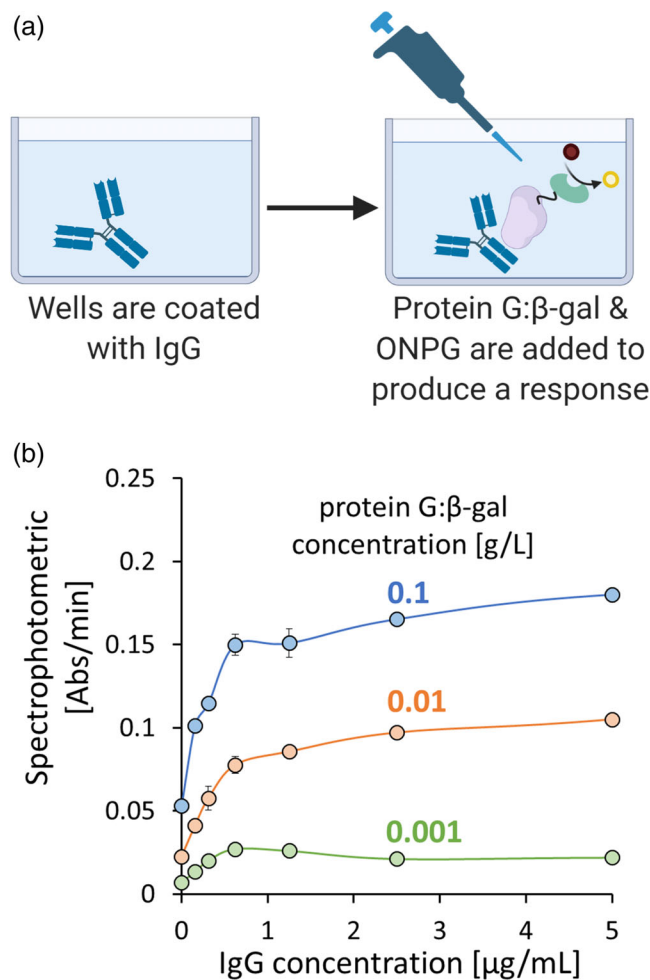 (a)
Wells are coated
with IgG
Protein G:β-gal &
ONPG are added to
produce a response
(b)
Spectrophotometric
[Abs/min]
0.25
0.2
0.15
0.1
0.05
0
protein G:β-gal
concentration [g/L]
0.1
0.01
0.001
0 1 2 3 4 5
IgG concentration [µg/mL]